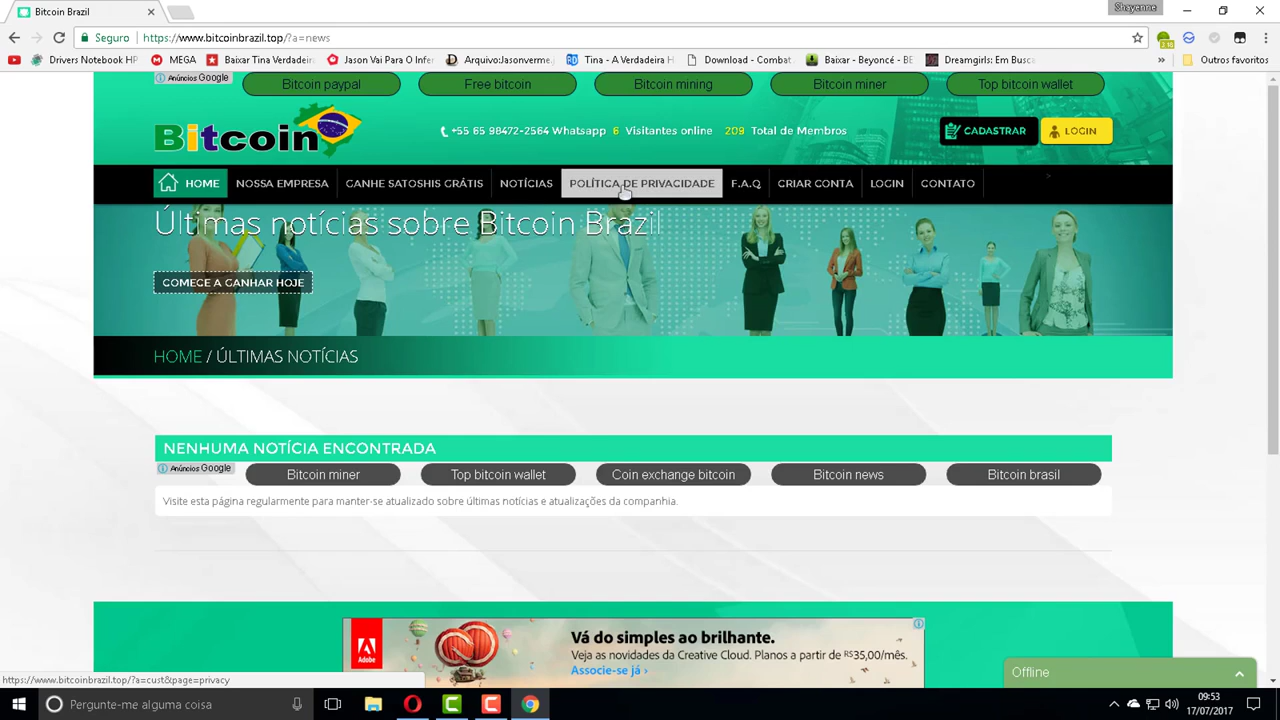 Bitcoin Brazil
Shayenne
Seguro
https://www.bitcoinbrazil.top/?a=news
Drivers Notebook HP
MEGA
Baixar Tina Verdadeir
Jason Vai Para O Infer
Arquivo:Jasonverme.j
Tina - A Verdadeira H
Download - Combat
Baixar - Beyoncé - BE
Dreamgirls: Em Busc
»
Outros favoritos
Anúncios Google
Bitcoin paypal
Free bitcoin
Bitcoin mining
Bitcoin miner
Top bitcoin wallet
Bitcoin
+55 65 98472-2564 Whatsapp 6 Visitantes online 209 Total de Membros
CADASTRAR
LOGIN
HOME
NOSSA EMPRESA
GANHE SATOSHIS GRÁTIS
NOTÍCIAS
POLÍTICA DE PRIVACIDADE
F.A.Q
CRIAR CONTA
LOGIN
CONTATO
>
Últimas notícias sobre Bitcoin Brazil
COMECE A GANHAR HOJE
HOME / ÚLTIMAS NOTÍCIAS
NENHUMA NOTÍCIA ENCONTRADA
Anúncios Google
Bitcoin miner
Top bitcoin wallet
Coin exchange bitcoin
Bitcoin news
Bitcoin brasil
Visite esta página regularmente para manter-se atualizado sobre últimas notícias e atualizações da companhia.
Adobe
Vá do simples ao brilhante.
Veja as novidades da Creative Cloud. Planos a partir de R$35,00/mês.
Associe-se já ›
Offline
https://www.bitcoinbrazil.top/?a=cust&page=privacy
Pergunte-me alguma coisa
09:53
17/07/2017